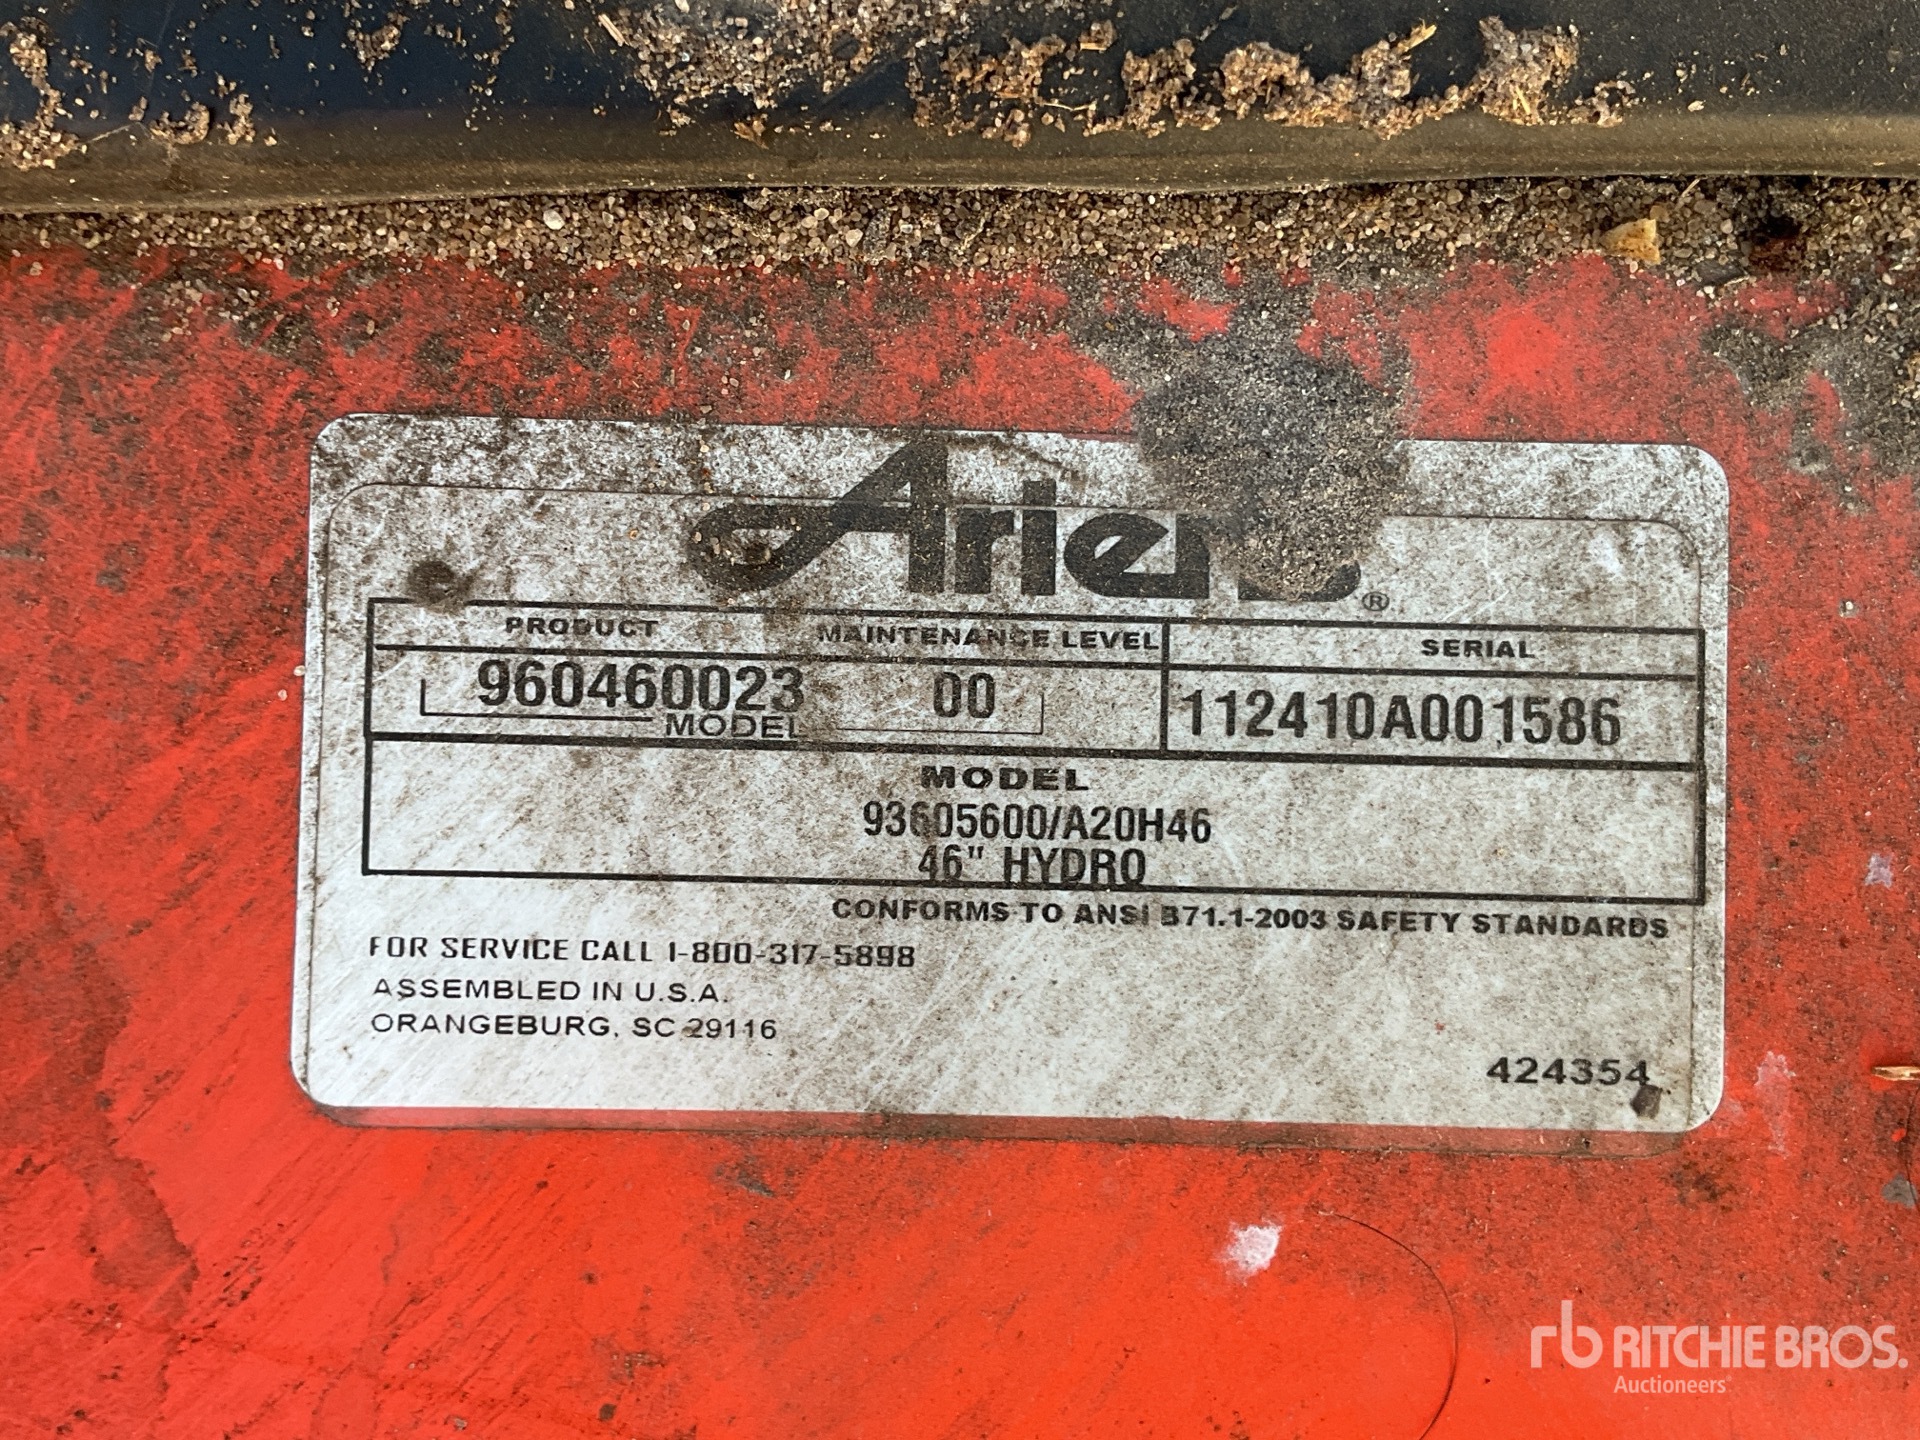 Ariens®
PRODUCT MAINTENANCE LEVEL SERIAL
960460023 00 112410A001586
MODEL
MODEL
93605600/A20H46
46" HYDRO
CONFORMS TO ANSI B71.1-2003 SAFETY STANDARDS
FOR SERVICE CALL 1-800-317-5898
ASSEMBLED IN U.S.A.
ORANGEBURG, SC 29116
424354
rb RITCHIE BROS.
Auctioneers